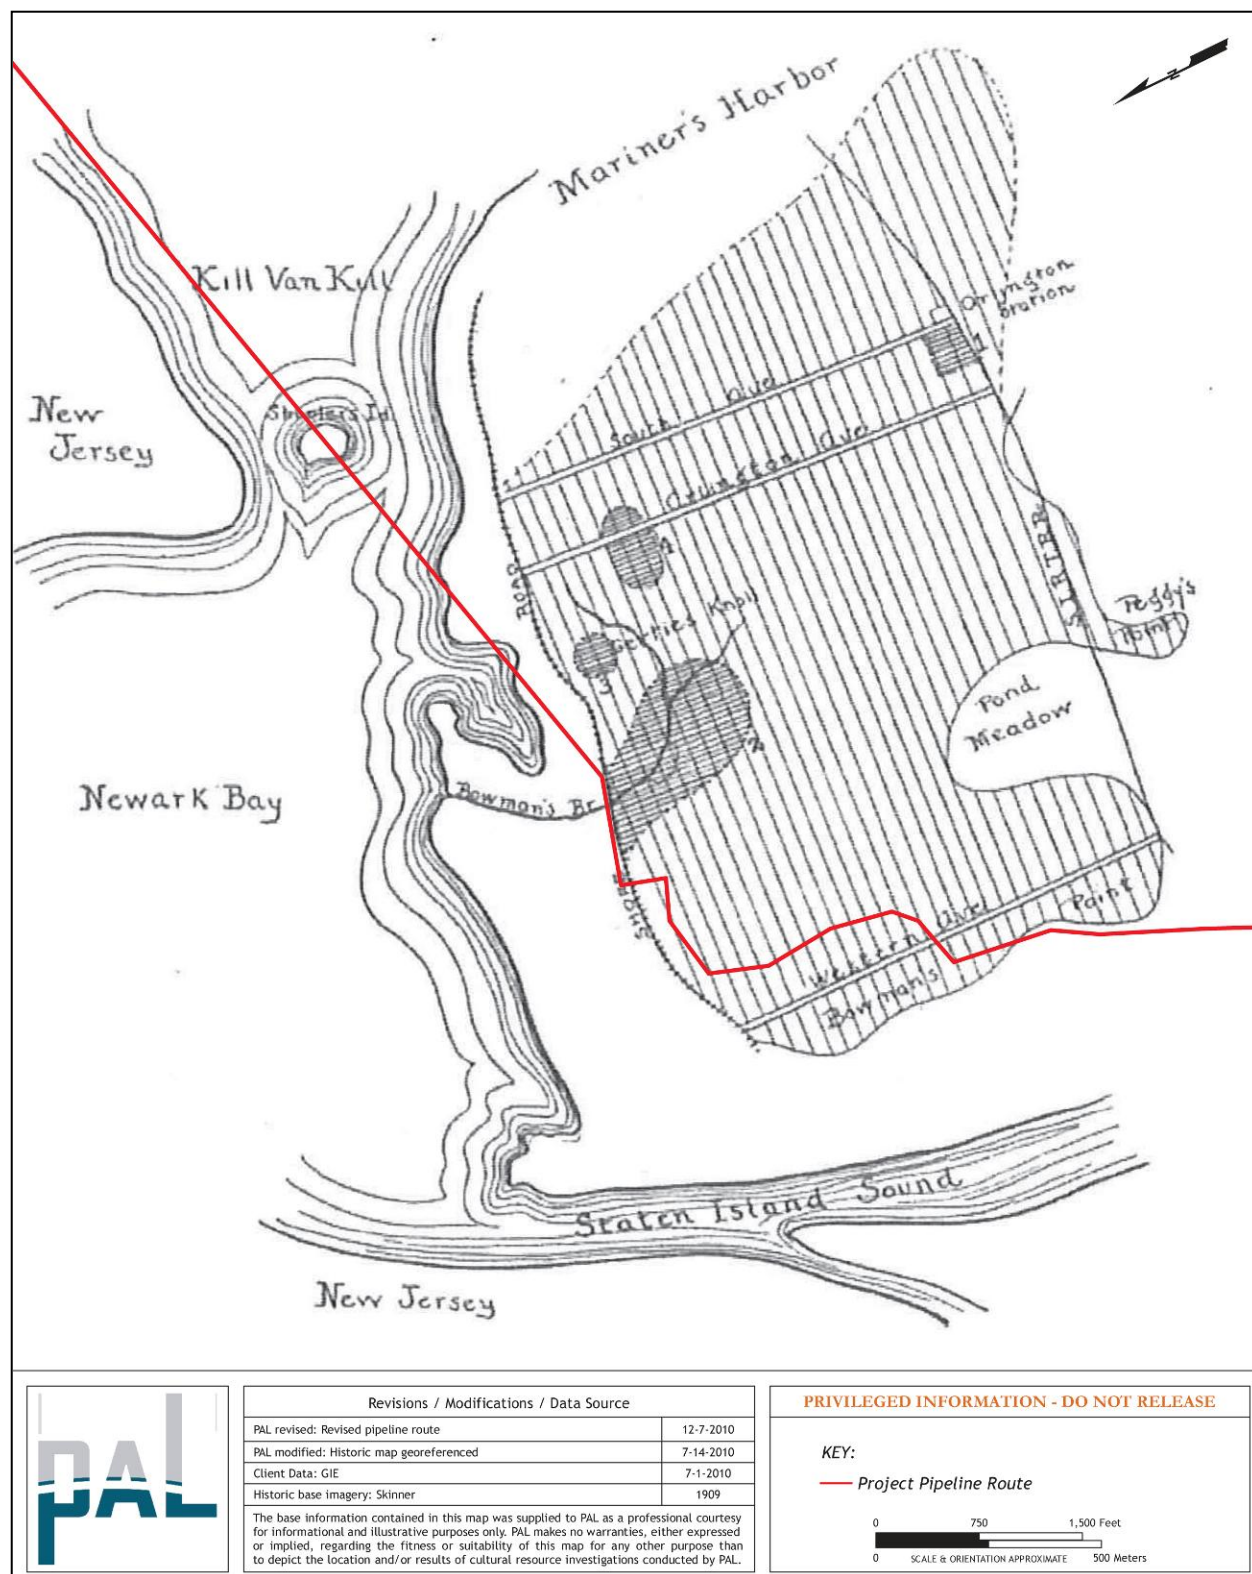 Mariner's Harbor
N
Kill Van Kull
Arlington
Station
1
New
Jersey
Shooters Id.
South Ave
Arlington Ave
4
ROAD
S.I.R.T.R.R.
Peggy's
Point
Gertie's Knoll
3
Pond
Meadow
2
Newark Bay
Bowman's Br.
SHORE
Western Ave
Bowman's Point
Staten Island Sound
New Jersey
PAL
Revisions / Modifications / Data Source
PAL revised: Revised pipeline route 12-7-2010
PAL modified: Historic map georeferenced 7-14-2010
Client Data: GIE 7-1-2010
Historic base imagery: Skinner 1909
The base information contained in this map was supplied to PAL as a professional courtesy
for informational and illustrative purposes only. PAL makes no warranties, either expressed
or implied, regarding the fitness or suitability of this map for any other purpose than
to depict the location and/or results of cultural resource investigations conducted by PAL.
PRIVILEGED INFORMATION - DO NOT RELEASE
KEY:
Project Pipeline Route
0 750 1,500 Feet
0 SCALE & ORIENTATION APPROXIMATE 500 Meters